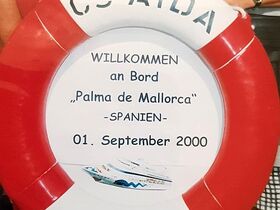 CS AIDA
WILLKOMMEN
an Bord
„Palma de Mallorca“
-SPANIEN-
01. September 2000